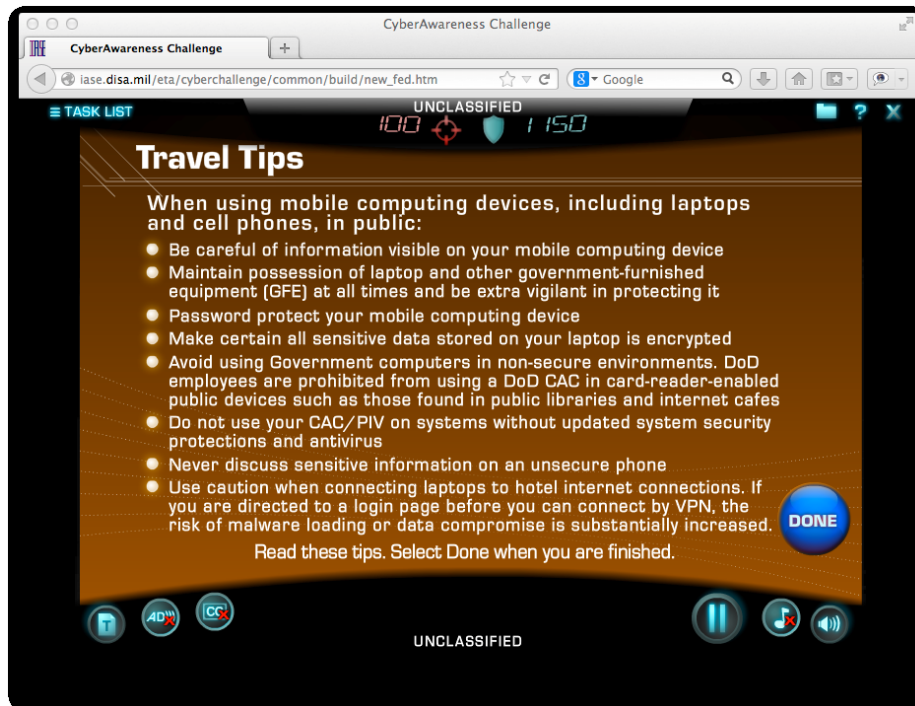 CyberAwareness Challenge
CyberAwareness Challenge
iase.disa.mil/eta/cyberchallenge/common/build/new_fed.htm
Google
TASK LIST
UNCLASSIFIED
100
1150
?
X
Travel Tips
When using mobile computing devices, including laptops
and cell phones, in public:
Be careful of information visible on your mobile computing device
Maintain possession of laptop and other government-furnished
equipment (GFE) at all times and be extra vigilant in protecting it
Password protect your mobile computing device
Make certain all sensitive data stored on your laptop is encrypted
Avoid using Government computers in non-secure environments. DoD
employees are prohibited from using a DoD CAC in card-reader-enabled
public devices such as those found in public libraries and internet cafes
Do not use your CAC/PIV on systems without updated system security
protections and antivirus
Never discuss sensitive information on an unsecure phone
Use caution when connecting laptops to hotel internet connections. If
you are directed to a login page before you can connect by VPN, the
risk of malware loading or data compromise is substantially increased.
DONE
Read these tips. Select Done when you are finished.
T
AD
CC
UNCLASSIFIED